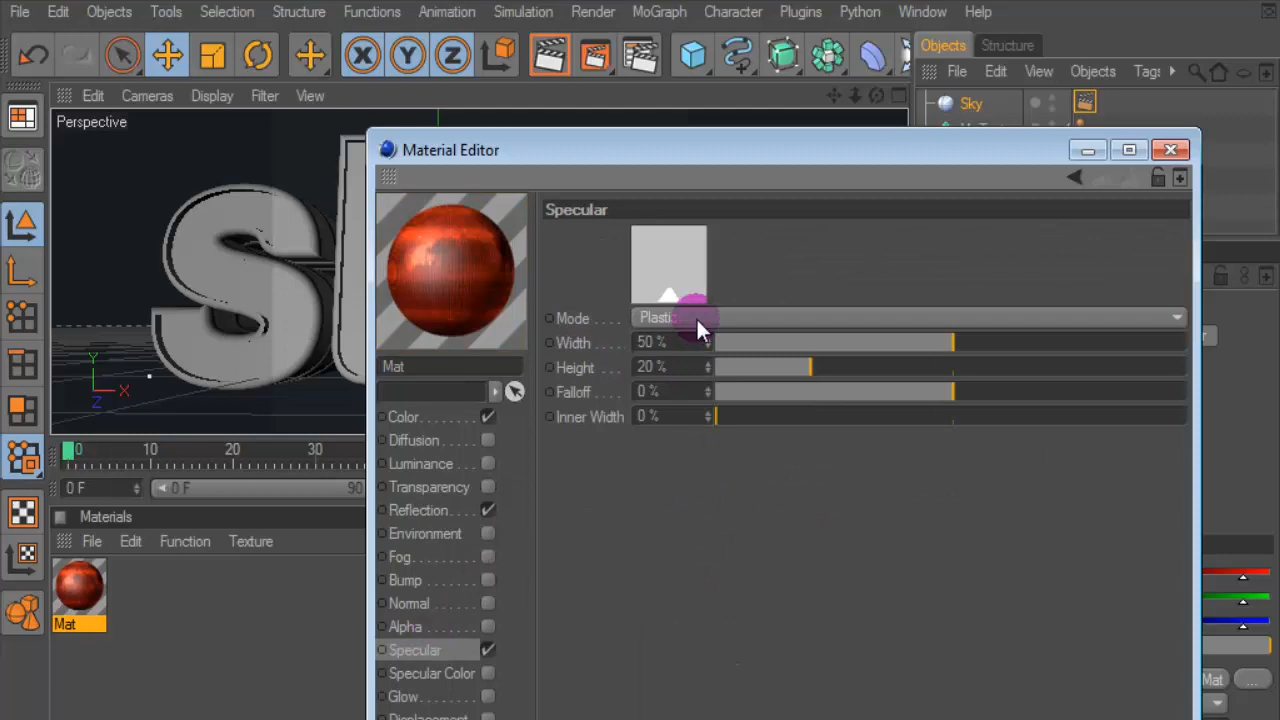 File Edit Objects Tools Selection Structure Functions Animation Simulation Render MoGraph Character Plugins Python Window Help
Objects Structure
File Edit View Objects Tags
Edit Cameras Display Filter View
Sky
Perspective
Material Editor
Specular
Mode
Width 50 %
Height 20 %
Falloff 0 %
Inner Width 0 %
Mat
Color
Diffusion
Luminance
Transparency
Reflection
Environment
Fog
Bump
Normal
Alpha
Specular
Specular Color
Glow
X Y Z
Y
X
Z
0 10 20 30
0 F 0 F 90
Materials
File Edit Function Texture
Mat
Mat ...